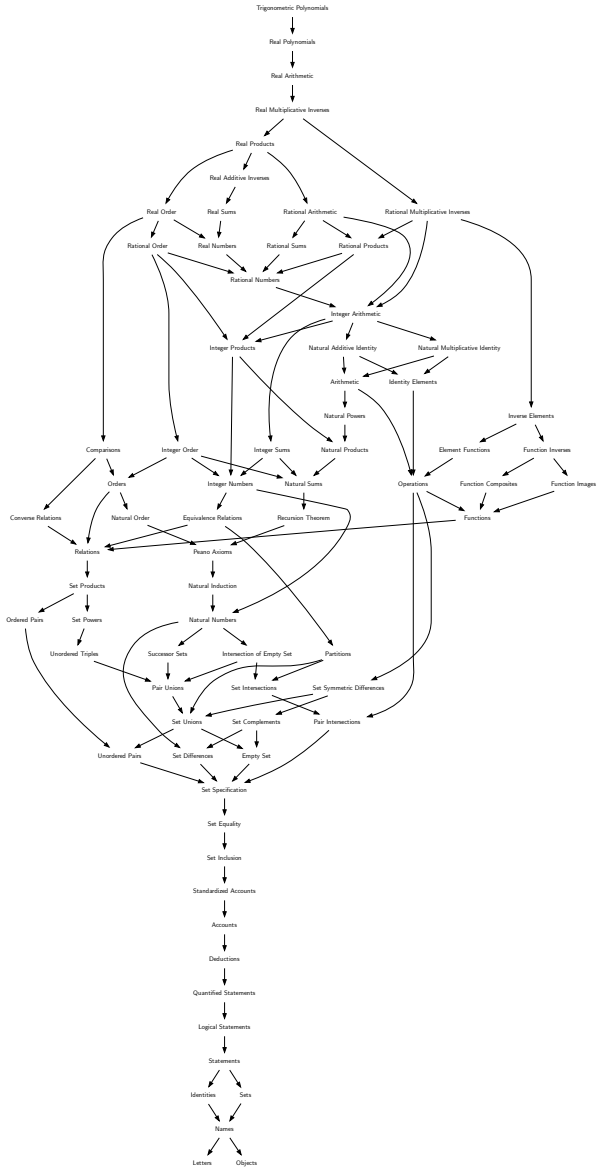 Trigonometric Polynomials
Real Polynomials
Real Arithmetic
Real Multiplicative Inverses
Real Products
Real Additive Inverses
Real Order
Real Sums
Rational Arithmetic
Rational Multiplicative Inverses
Rational Order
Real Numbers
Rational Sums
Rational Products
Rational Numbers
Integer Arithmetic
Integer Products
Natural Additive Identity
Natural Multiplicative Identity
Arithmetic
Identity Elements
Natural Powers
Inverse Elements
Comparisons
Integer Order
Integer Sums
Natural Products
Element Functions
Function Inverses
Orders
Integer Numbers
Natural Sums
Operations
Function Composites
Function Images
Converse Relations
Natural Order
Equivalence Relations
Recursion Theorem
Functions
Relations
Peano Axioms
Set Products
Natural Induction
Ordered Pairs
Set Powers
Natural Numbers
Unordered Triples
Successor Sets
Intersection of Empty Set
Partitions
Pair Unions
Set Intersections
Set Symmetric Differences
Set Unions
Set Complements
Pair Intersections
Unordered Pairs
Set Differences
Empty Set
Set Specification
Set Equality
Set Inclusion
Standardized Accounts
Accounts
Deductions
Quantified Statements
Logical Statements
Statements
Identities
Sets
Names
Letters
Objects